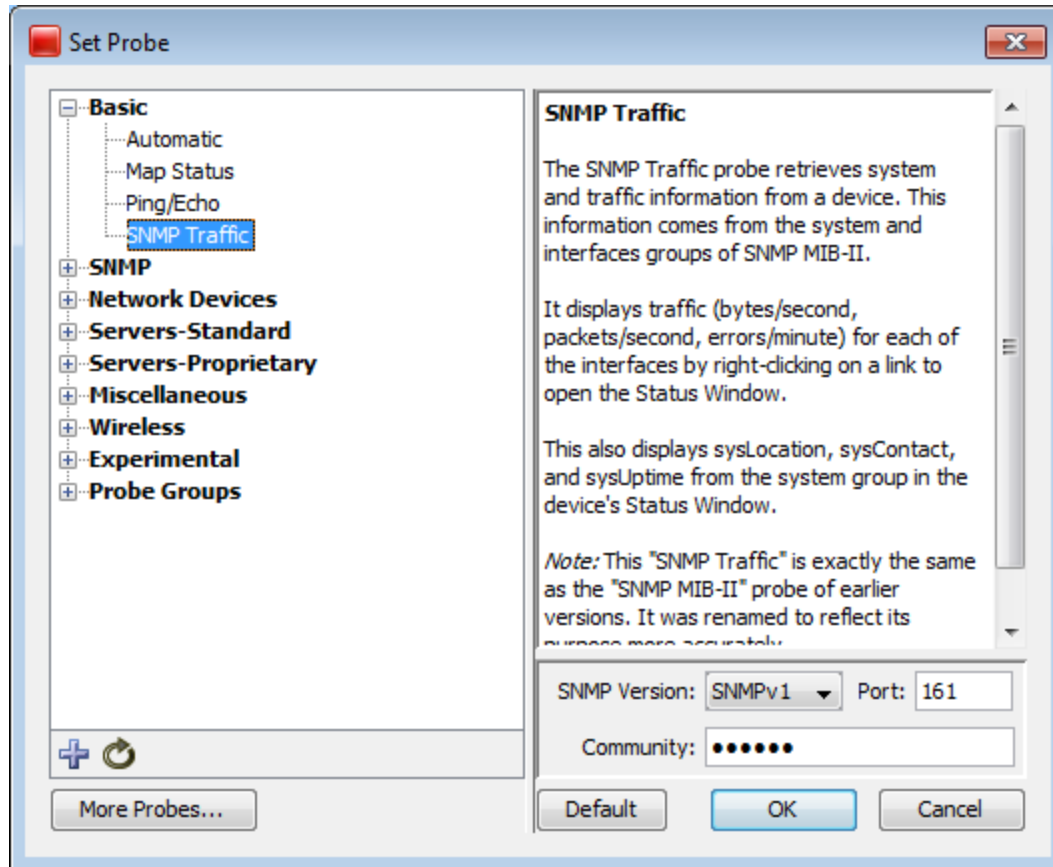 Set Probe
Basic
Automatic
Map Status
Ping/Echo
SNMP Traffic
SNMP
Network Devices
Servers-Standard
Servers-Proprietary
Miscellaneous
Wireless
Experimental
Probe Groups
More Probes...
SNMP Traffic
The SNMP Traffic probe retrieves system
and traffic information from a device. This
information comes from the system and
interfaces groups of SNMP MIB-II.
It displays traffic (bytes/second,
packets/second, errors/minute) for each of
the interfaces by right-clicking on a link to
open the Status Window.
This also displays sysLocation, sysContact,
and sysUptime from the system group in the
device's Status Window.
Note: This "SNMP Traffic" is exactly the same
as the "SNMP MIB-II" probe of earlier
versions. It was renamed to reflect its
purpose more accurately.
SNMP Version: SNMPv1 Port: 161
Community: ●●●●●●
Default OK Cancel